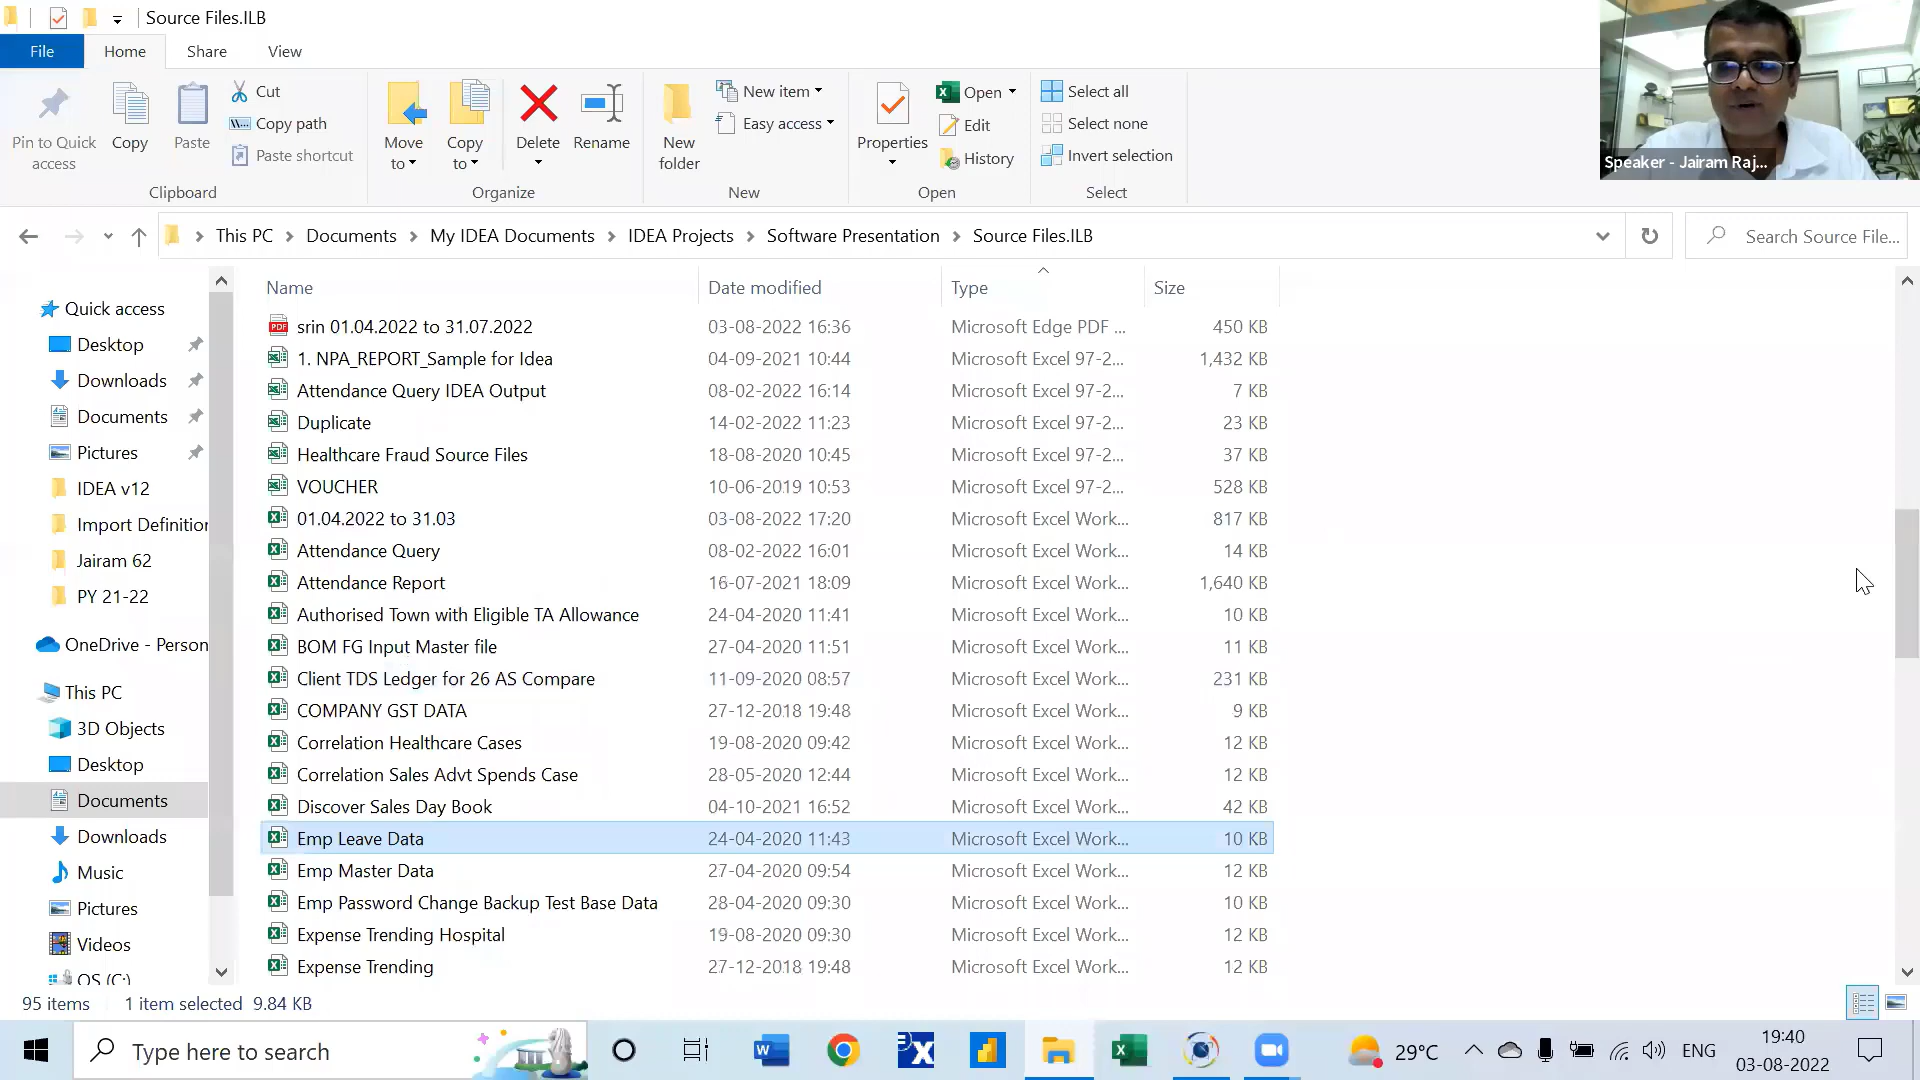 Source Files.ILB
File Home Share View
Pin to Quick access
Copy
Paste
Cut
Copy path
Paste shortcut
Clipboard
Move to
Copy to
Delete
Rename
Organize
New folder
New item
Easy access
New
Properties
Open
Edit
History
Open
Select all
Select none
Invert selection
Select
Speaker - Jairam Raj...
This PC > Documents > My IDEA Documents > IDEA Projects > Software Presentation > Source Files.ILB
Search Source File...
Quick access
Desktop
Downloads
Documents
Pictures
IDEA v12
Import Definition
Jairam 62
PY 21-22
OneDrive - Person
This PC
3D Objects
Desktop
Documents
Downloads
Music
Pictures
Videos
OS (C:)
Name Date modified Type Size
srin 01.04.2022 to 31.07.2022 03-08-2022 16:36 Microsoft Edge PDF ... 450 KB
1. NPA_REPORT_Sample for Idea 04-09-2021 10:44 Microsoft Excel 97-2... 1,432 KB
Attendance Query IDEA Output 08-02-2022 16:14 Microsoft Excel 97-2... 7 KB
Duplicate 14-02-2022 11:23 Microsoft Excel 97-2... 23 KB
Healthcare Fraud Source Files 18-08-2020 10:45 Microsoft Excel 97-2... 37 KB
VOUCHER 10-06-2019 10:53 Microsoft Excel 97-2... 528 KB
01.04.2022 to 31.03 03-08-2022 17:20 Microsoft Excel Work... 817 KB
Attendance Query 08-02-2022 16:01 Microsoft Excel Work... 14 KB
Attendance Report 16-07-2021 18:09 Microsoft Excel Work... 1,640 KB
Authorised Town with Eligible TA Allowance 24-04-2020 11:41 Microsoft Excel Work... 10 KB
BOM FG Input Master file 27-04-2020 11:51 Microsoft Excel Work... 11 KB
Client TDS Ledger for 26 AS Compare 11-09-2020 08:57 Microsoft Excel Work... 231 KB
COMPANY GST DATA 27-12-2018 19:48 Microsoft Excel Work... 9 KB
Correlation Healthcare Cases 19-08-2020 09:42 Microsoft Excel Work... 12 KB
Correlation Sales Advt Spends Case 28-05-2020 12:44 Microsoft Excel Work... 12 KB
Discover Sales Day Book 04-10-2021 16:52 Microsoft Excel Work... 42 KB
Emp Leave Data 24-04-2020 11:43 Microsoft Excel Work... 10 KB
Emp Master Data 27-04-2020 09:54 Microsoft Excel Work... 12 KB
Emp Password Change Backup Test Base Data 28-04-2020 09:30 Microsoft Excel Work... 10 KB
Expense Trending Hospital 19-08-2020 09:30 Microsoft Excel Work... 12 KB
Expense Trending 27-12-2018 19:48 Microsoft Excel Work... 12 KB
95 items 1 item selected 9.84 KB
Type here to search
29°C
ENG
19:40
03-08-2022